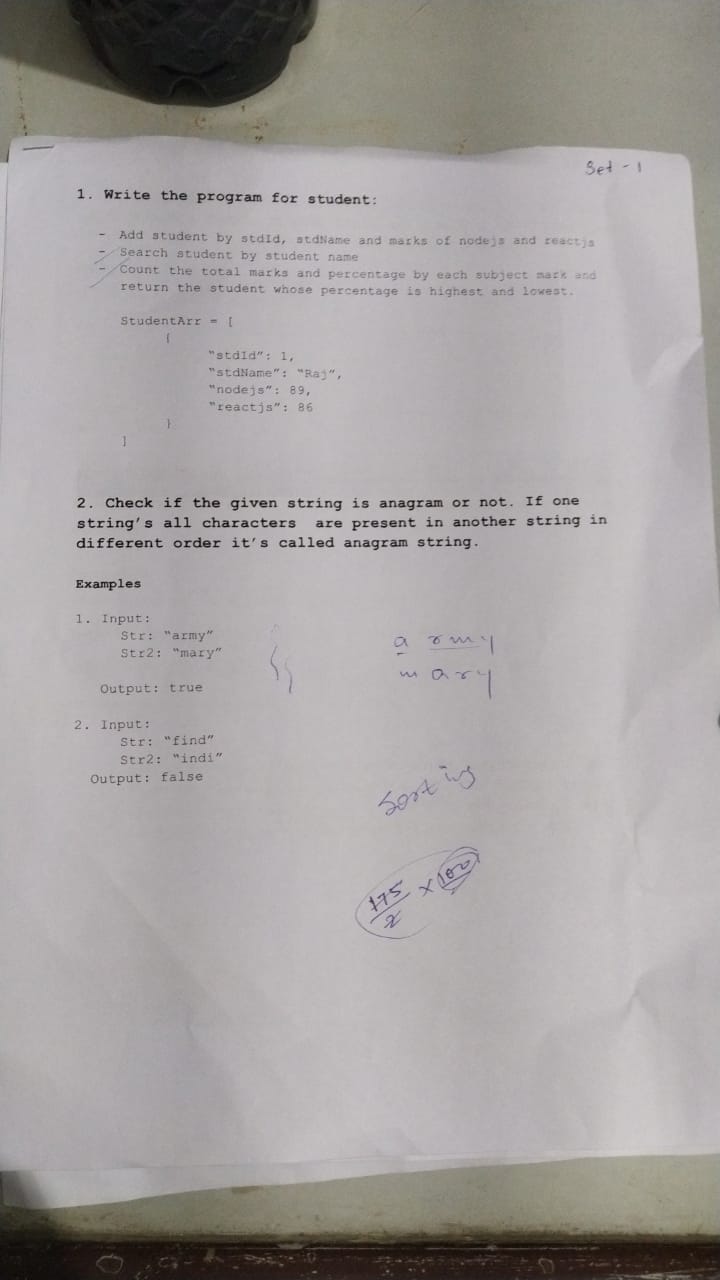 Set - 1
1. Write the program for student:
- Add student by stdId, stdName and marks of nodejs and reactjs
- Search student by student name
- Count the total marks and percentage by each subject mark and
return the student whose percentage is highest and lowest.
StudentArr = [
{
"stdId": 1,
"stdName": "Raj",
"nodejs": 89,
"reactjs": 86
}
]
2. Check if the given string is anagram or not. If one
string's all characters are present in another string in
different order it's called anagram string.
Examples
1. Input:
Str: "army"
Str2: "mary"
Output: true
2. Input:
Str: "find"
Str2: "indi"
Output: false
a rmy
mary
Sorting
175
2
× 100